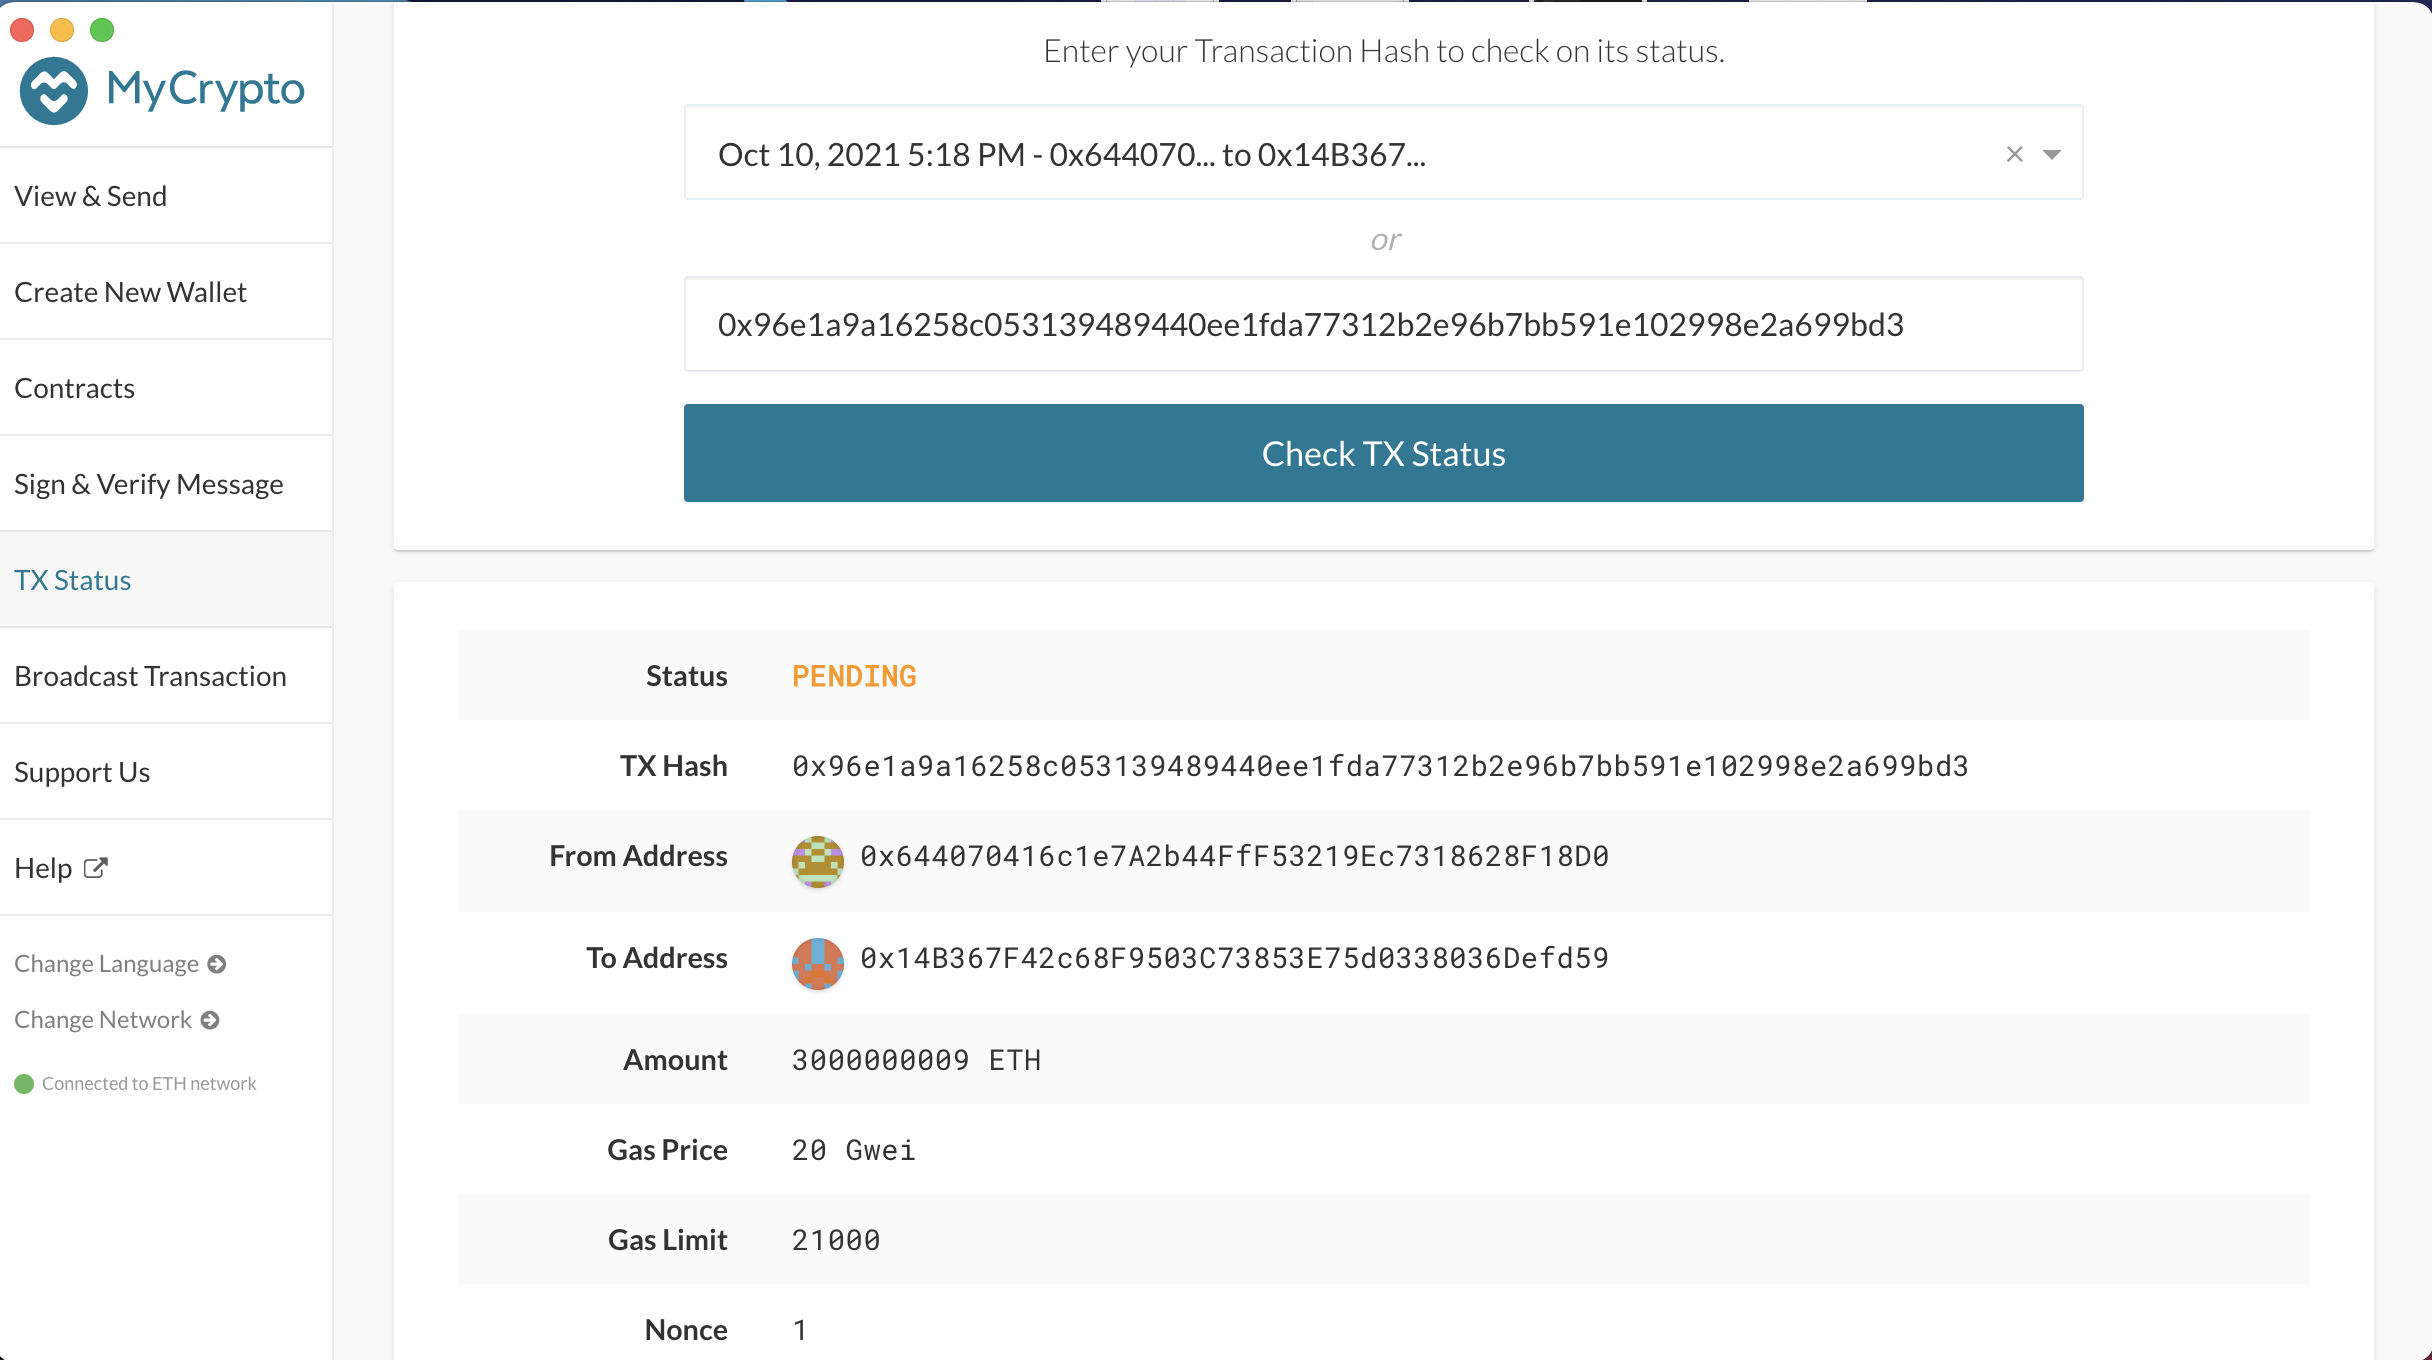 MyCrypto
View & Send
Create New Wallet
Contracts
Sign & Verify Message
TX Status
Broadcast Transaction
Support Us
Help
Change Language
Change Network
Connected to ETH network
Enter your Transaction Hash to check on its status.
Oct 10, 2021 5:18 PM - 0x644070... to 0x14B367...
or
0x96e1a9a16258c053139489440ee1fda77312b2e96b7bb591e102998e2a699bd3
Check TX Status
Status PENDING
TX Hash 0x96e1a9a16258c053139489440ee1fda77312b2e96b7bb591e102998e2a699bd3
From Address 0x644070416c1e7A2b44FfF53219Ec7318628F18D0
To Address 0x14B367F42c68F9503C73853E75d0338036Defd59
Amount 3000000009 ETH
Gas Price 20 Gwei
Gas Limit 21000
Nonce 1